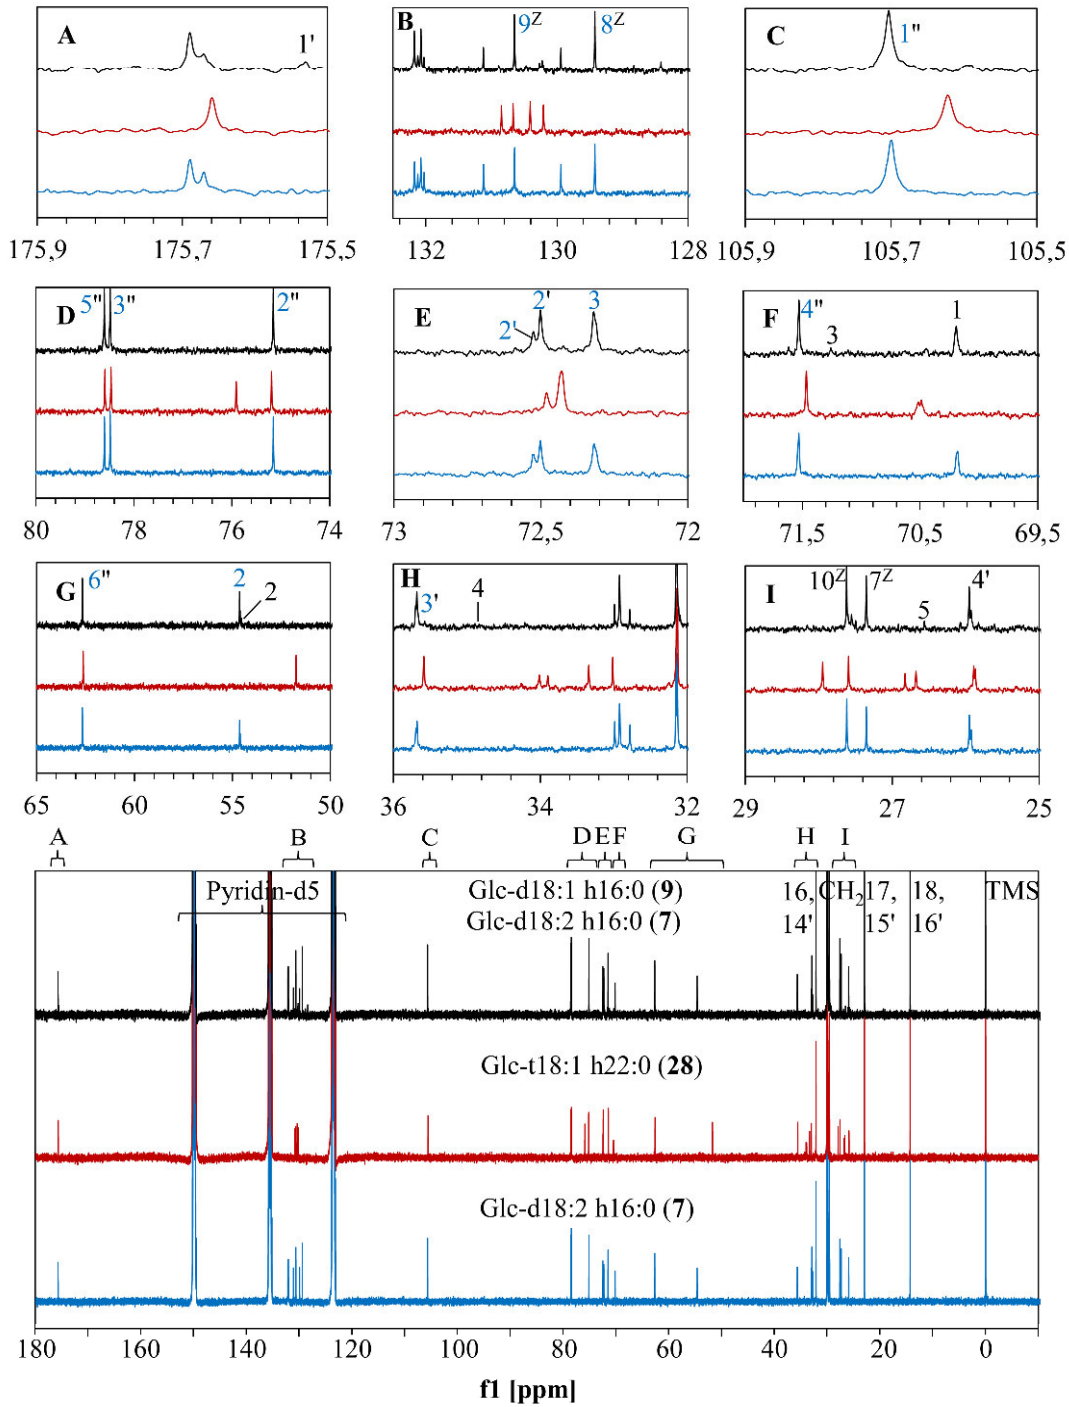 A
1'
175,9 175,7 175,5
B
9Z 8Z
132 130 128
C
1"
105,9 105,7 105,5
D
5" 3" 2"
80 78 76 74
E
2' 2' 3
73 72,5 72
F
4" 3 1
71,5 70,5 69,5
G
6" 2 2
65 60 55 50
H
3' 4
36 34 32
I
10Z 7Z 5 4'
29 27 25
A B C D E F G H I
Pyridin-d5 Glc-d18:1 h16:0 (9) 16, CH2 17, 18, TMS
Glc-d18:2 h16:0 (7) 14' 15' 16'
Glc-t18:1 h22:0 (28)
Glc-d18:2 h16:0 (7)
180 160 140 120 100 80 60 40 20 0
f1 [ppm]